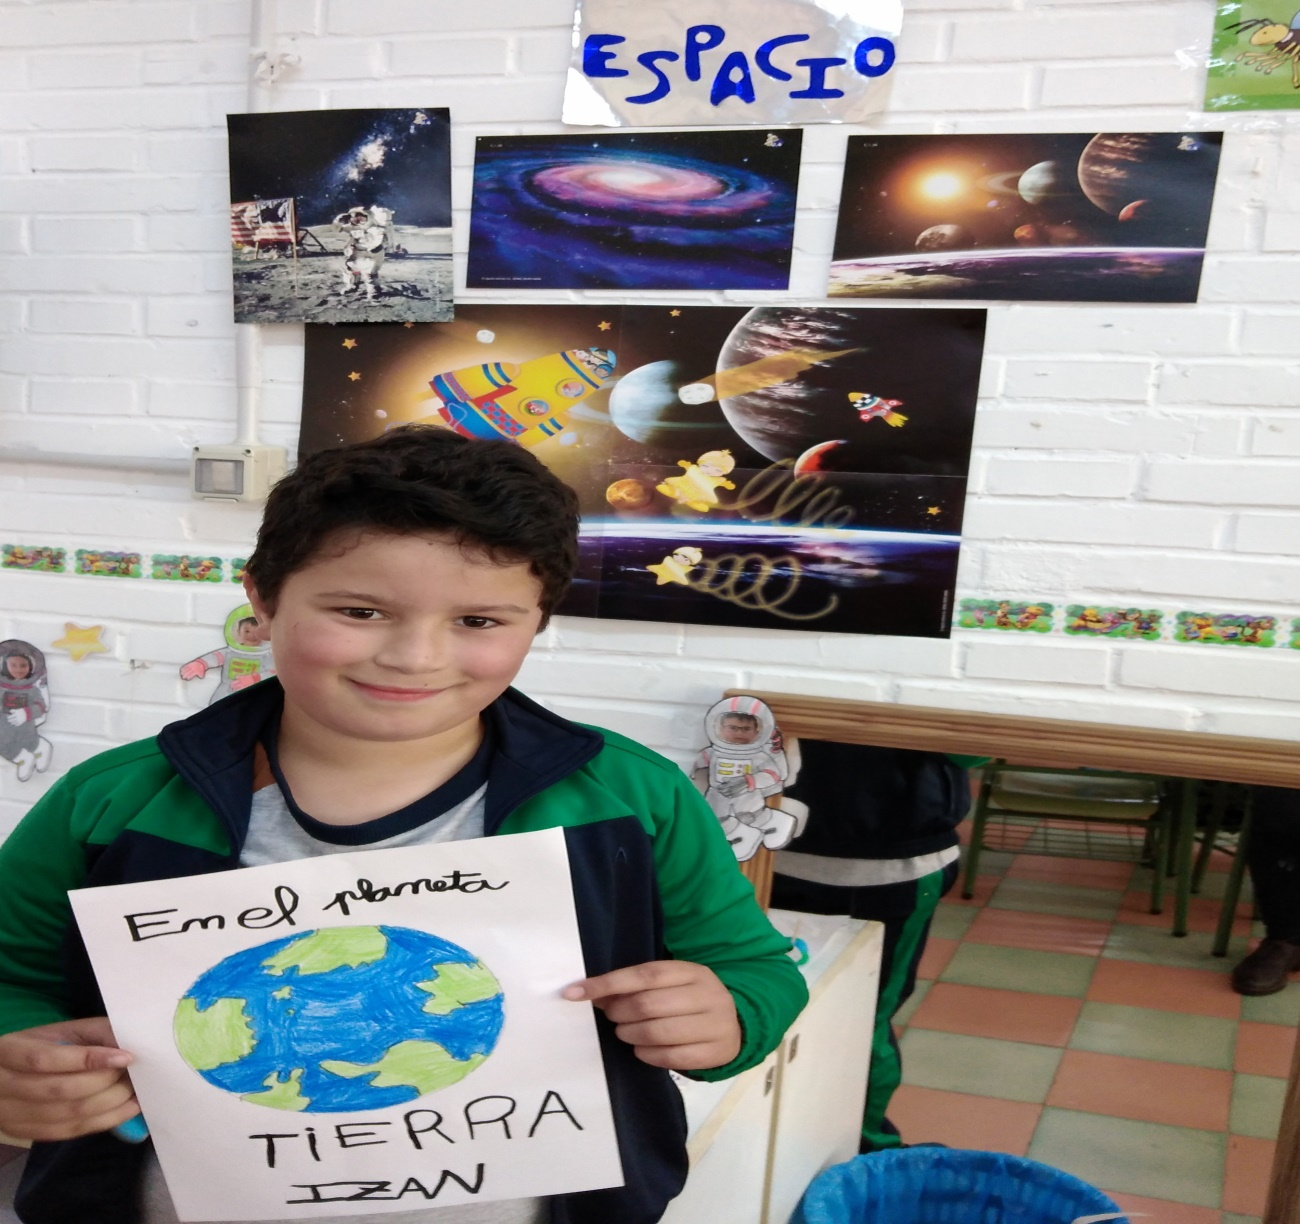 ESPACIO
En el planeta
TiERRA
IZAN